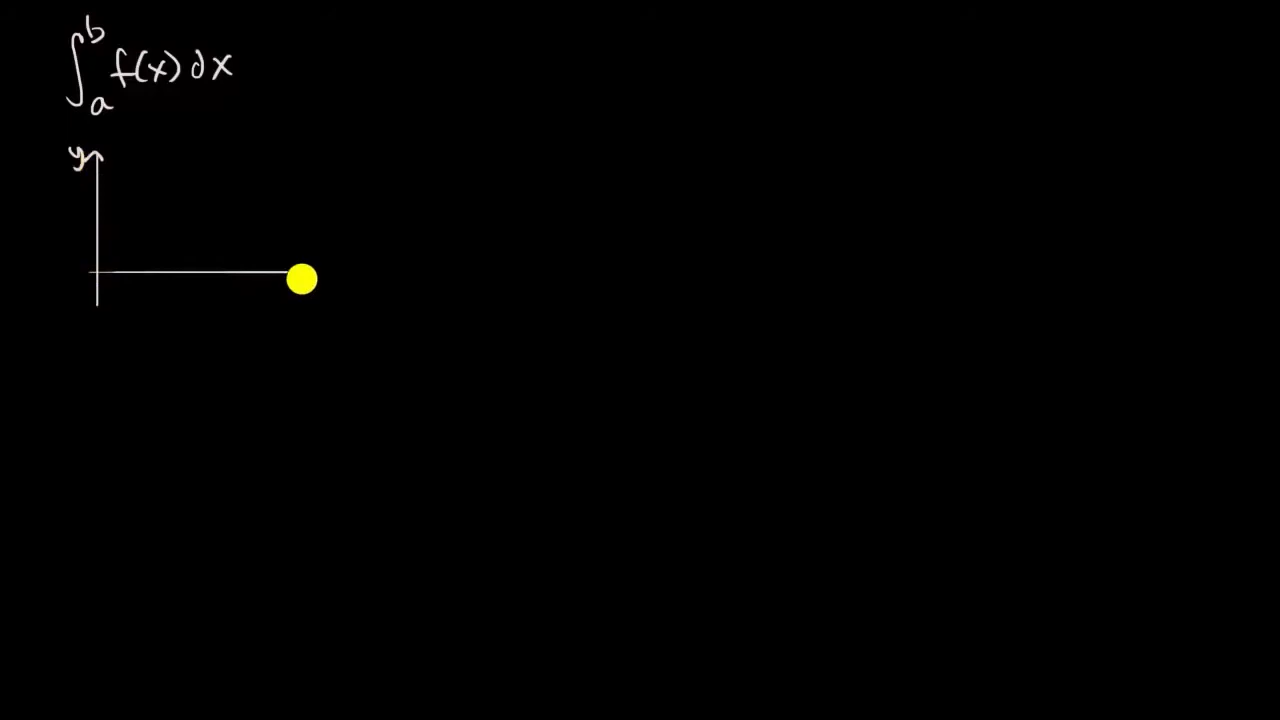 ∫_a^b f(x) dx
y